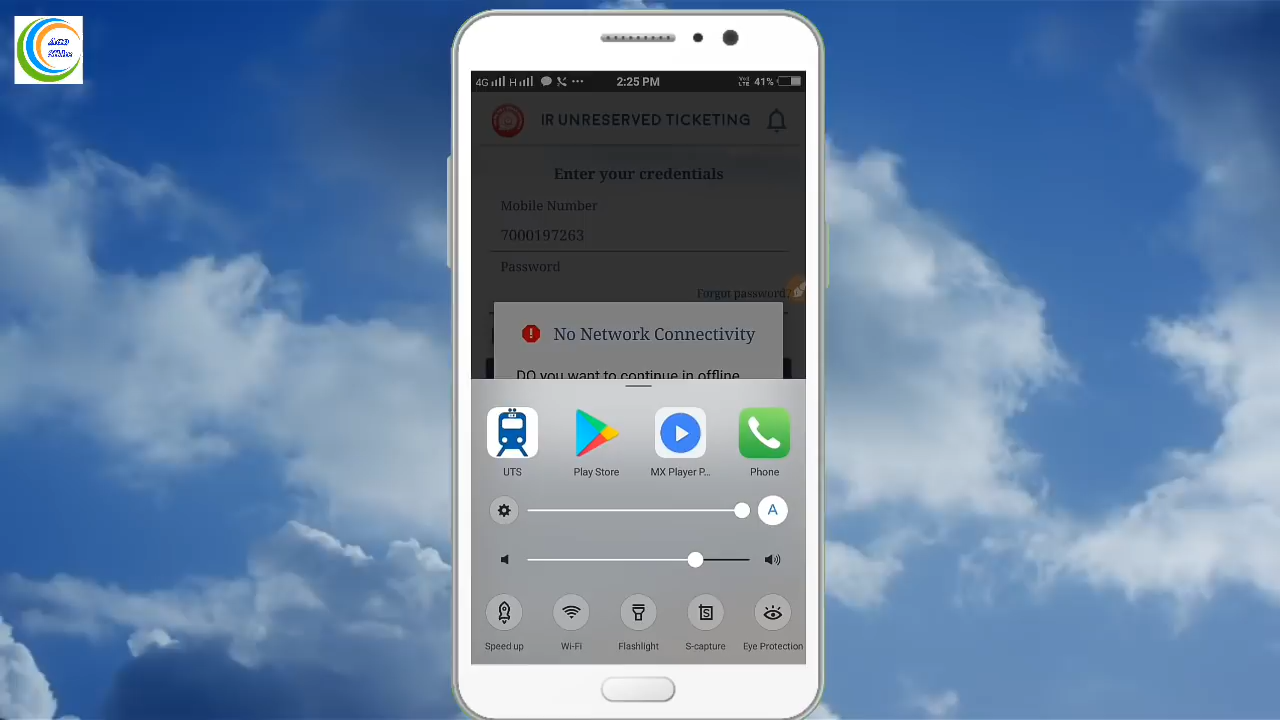 4G H 2:25 PM VoLTE 41%
IR UNRESERVED TICKETING
Enter your credentials
Mobile Number
7000197263
Password
Forgot password?
No Network Connectivity
DO you want to continue in offline
UTS Play Store MX Player P... Phone
A
S
Speed up Wi-Fi Flashlight S-capture Eye Protection